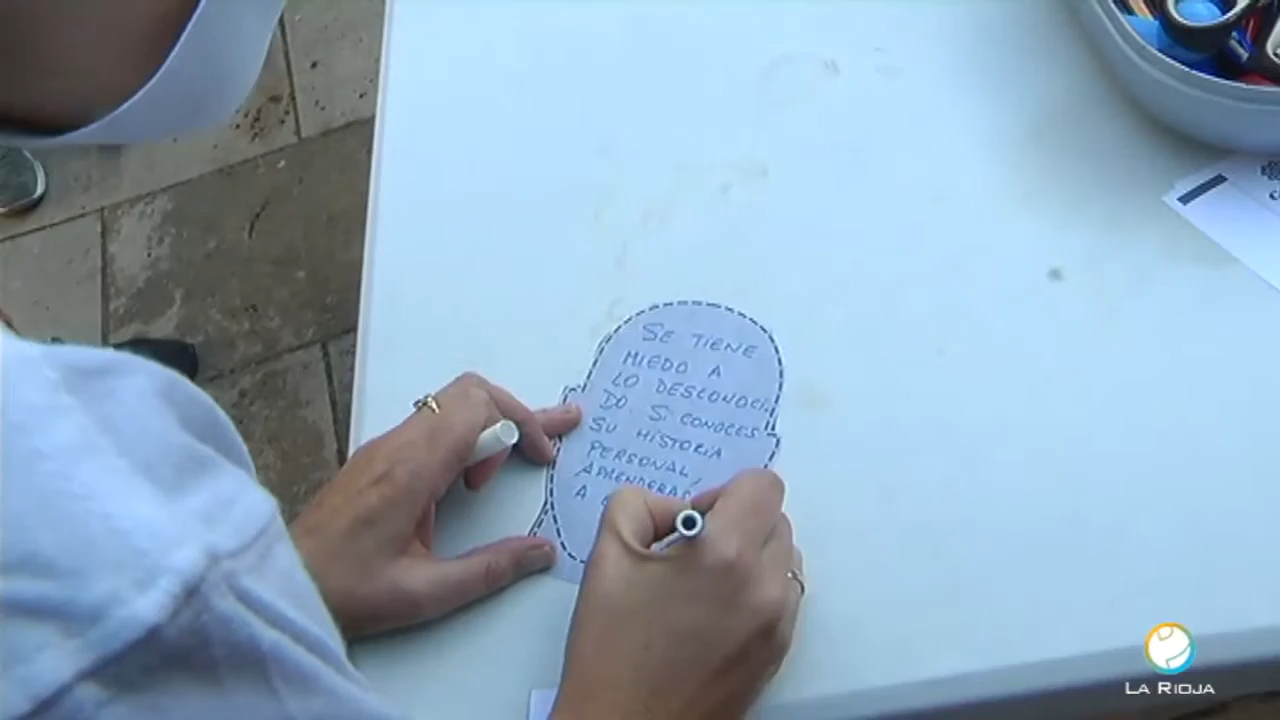 SE TIENE
MIEDO A
LO DESCONOCI-
DO. Si CONOCES
SU HISTORIA
PERSONAL,
APRENDERÁS
A
LA RIOJA